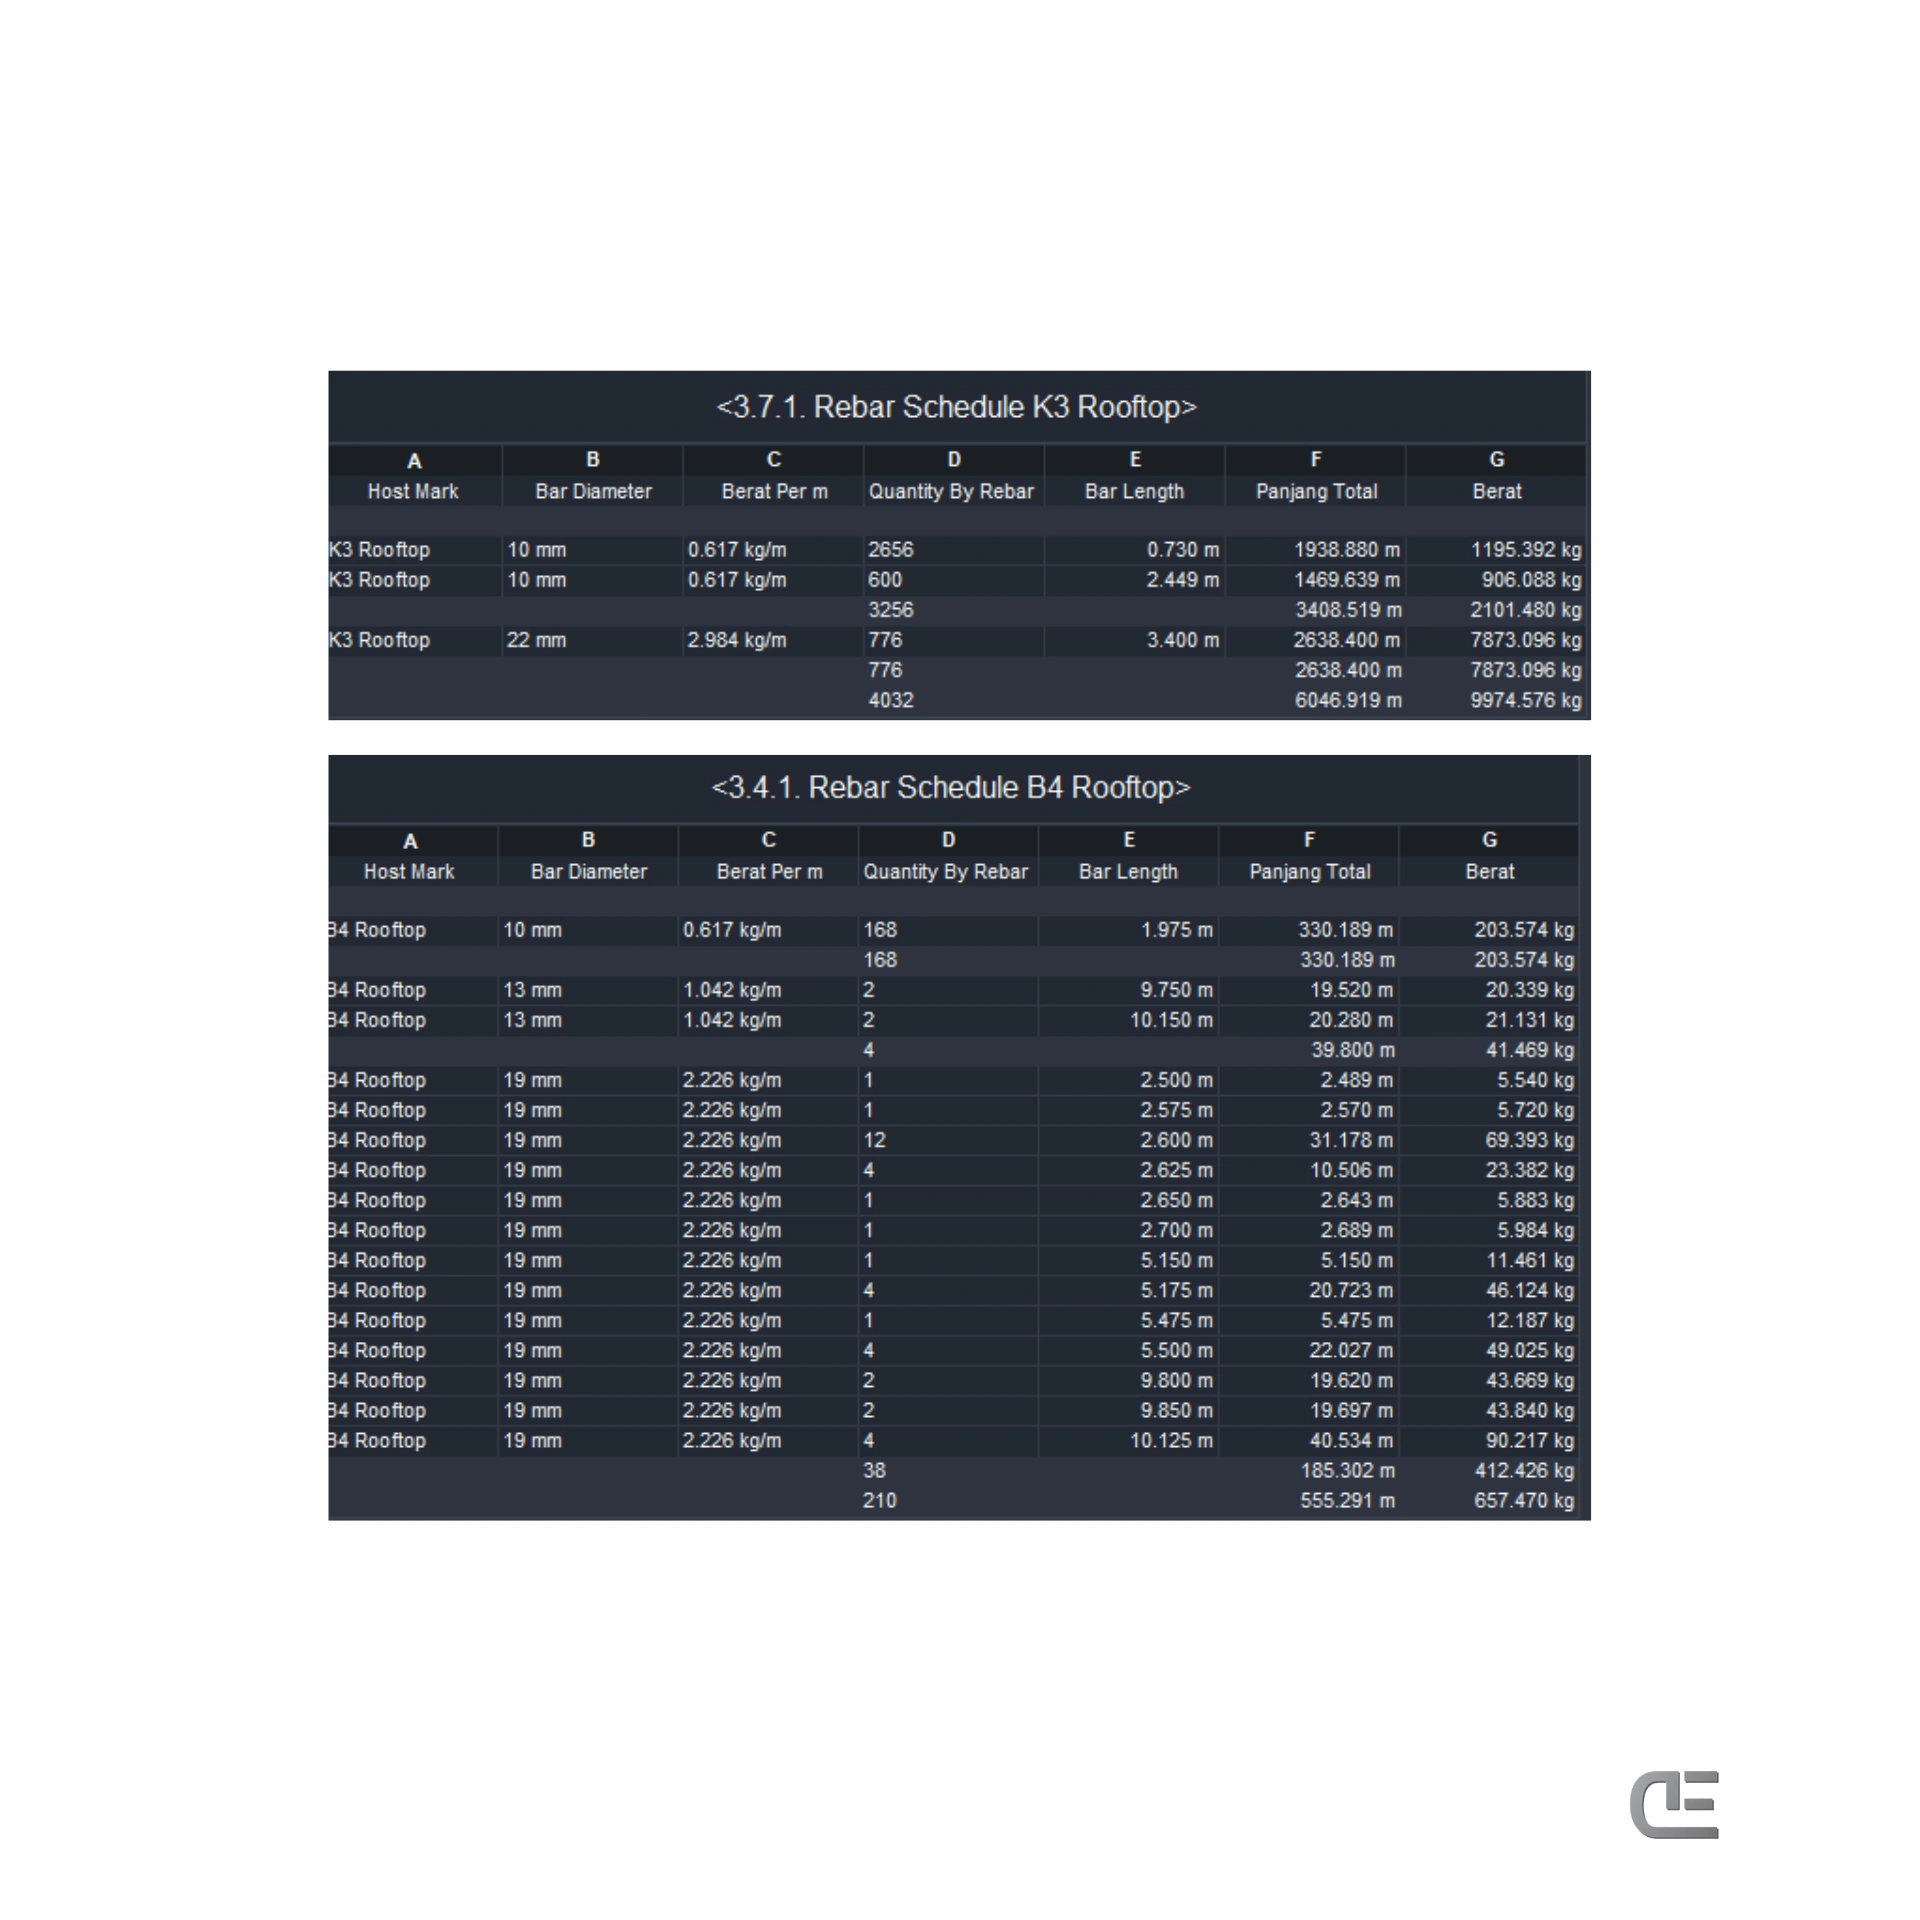 <3.7.1. Rebar Schedule K3 Rooftop>
A B C D E F G
Host Mark Bar Diameter Berat Per m Quantity By Rebar Bar Length Panjang Total Berat
K3 Rooftop 10 mm 0.617 kg/m 2656 0.730 m 1938.880 m 1195.392 kg
K3 Rooftop 10 mm 0.617 kg/m 600 2.449 m 1469.639 m 906.088 kg
3256 3408.519 m 2101.480 kg
K3 Rooftop 22 mm 2.984 kg/m 776 3.400 m 2638.400 m 7873.096 kg
776 2638.400 m 7873.096 kg
4032 6046.919 m 9974.576 kg
<3.4.1. Rebar Schedule B4 Rooftop>
A B C D E F G
Host Mark Bar Diameter Berat Per m Quantity By Rebar Bar Length Panjang Total Berat
B4 Rooftop 10 mm 0.617 kg/m 168 1.975 m 330.189 m 203.574 kg
168 330.189 m 203.574 kg
B4 Rooftop 13 mm 1.042 kg/m 2 9.750 m 19.520 m 20.339 kg
B4 Rooftop 13 mm 1.042 kg/m 2 10.150 m 20.280 m 21.131 kg
4 39.800 m 41.469 kg
B4 Rooftop 19 mm 2.226 kg/m 1 2.500 m 2.489 m 5.540 kg
B4 Rooftop 19 mm 2.226 kg/m 1 2.575 m 2.570 m 5.720 kg
B4 Rooftop 19 mm 2.226 kg/m 12 2.600 m 31.178 m 69.393 kg
B4 Rooftop 19 mm 2.226 kg/m 4 2.625 m 10.506 m 23.382 kg
B4 Rooftop 19 mm 2.226 kg/m 1 2.650 m 2.643 m 5.883 kg
B4 Rooftop 19 mm 2.226 kg/m 1 2.700 m 2.689 m 5.984 kg
B4 Rooftop 19 mm 2.226 kg/m 1 5.150 m 5.150 m 11.461 kg
B4 Rooftop 19 mm 2.226 kg/m 4 5.175 m 20.723 m 46.124 kg
B4 Rooftop 19 mm 2.226 kg/m 1 5.475 m 5.475 m 12.187 kg
B4 Rooftop 19 mm 2.226 kg/m 4 5.500 m 22.027 m 49.025 kg
B4 Rooftop 19 mm 2.226 kg/m 2 9.800 m 19.620 m 43.669 kg
B4 Rooftop 19 mm 2.226 kg/m 2 9.850 m 19.697 m 43.840 kg
B4 Rooftop 19 mm 2.226 kg/m 4 10.125 m 40.534 m 90.217 kg
38 185.302 m 412.426 kg
210 555.291 m 657.470 kg